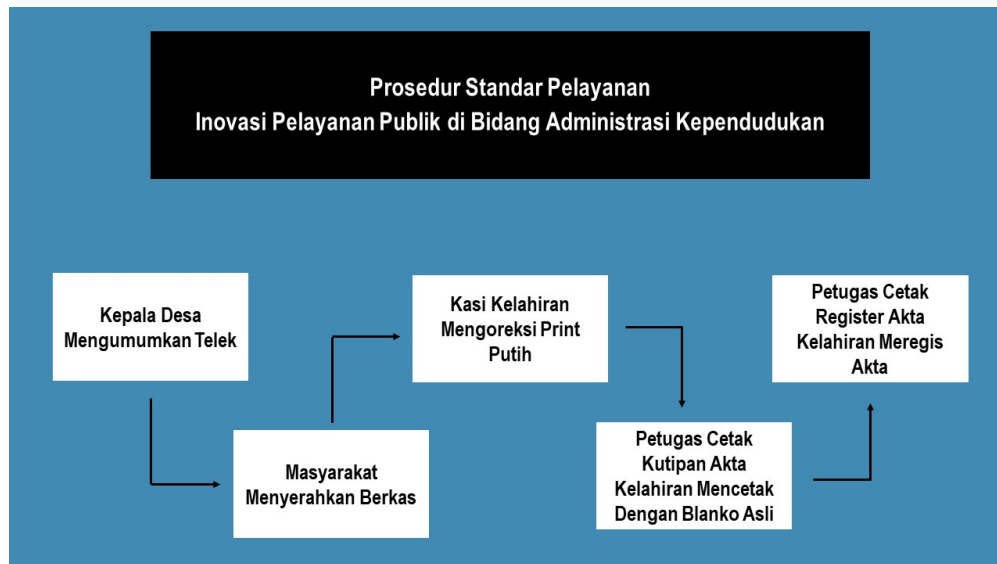 Prosedur Standar Pelayanan
Inovasi Pelayanan Publik di Bidang Administrasi Kependudukan
Kepala Desa
Mengumumkan Telek
Masyarakat
Menyerahkan Berkas
Kasi Kelahiran
Mengoreksi Print
Putih
Petugas Cetak
Kutipan Akta
Kelahiran Mencetak
Dengan Blanko Asli
Petugas Cetak
Register Akta
Kelahiran Meregis
Akta